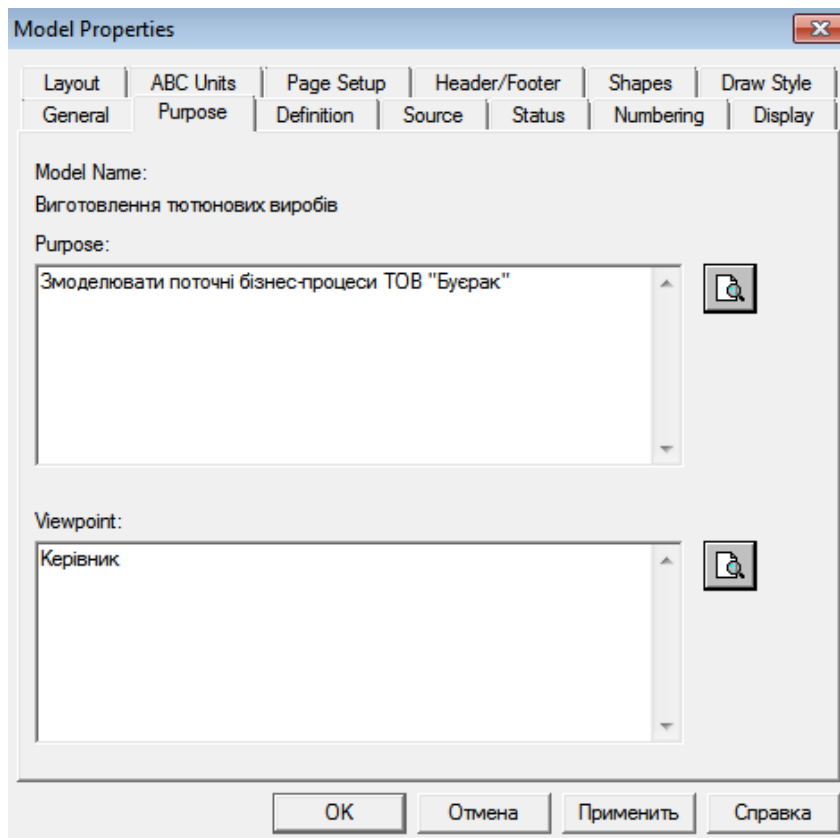 Model Properties
Layout ABC Units Page Setup Header/Footer Shapes Draw Style
General Purpose Definition Source Status Numbering Display
Model Name:
Виготовлення тютюнових виробів
Purpose:
Змоделювати поточні бізнес-процеси ТОВ "Буєрак"
Viewpoint:
Керівник
OK Отмена Применить Справка